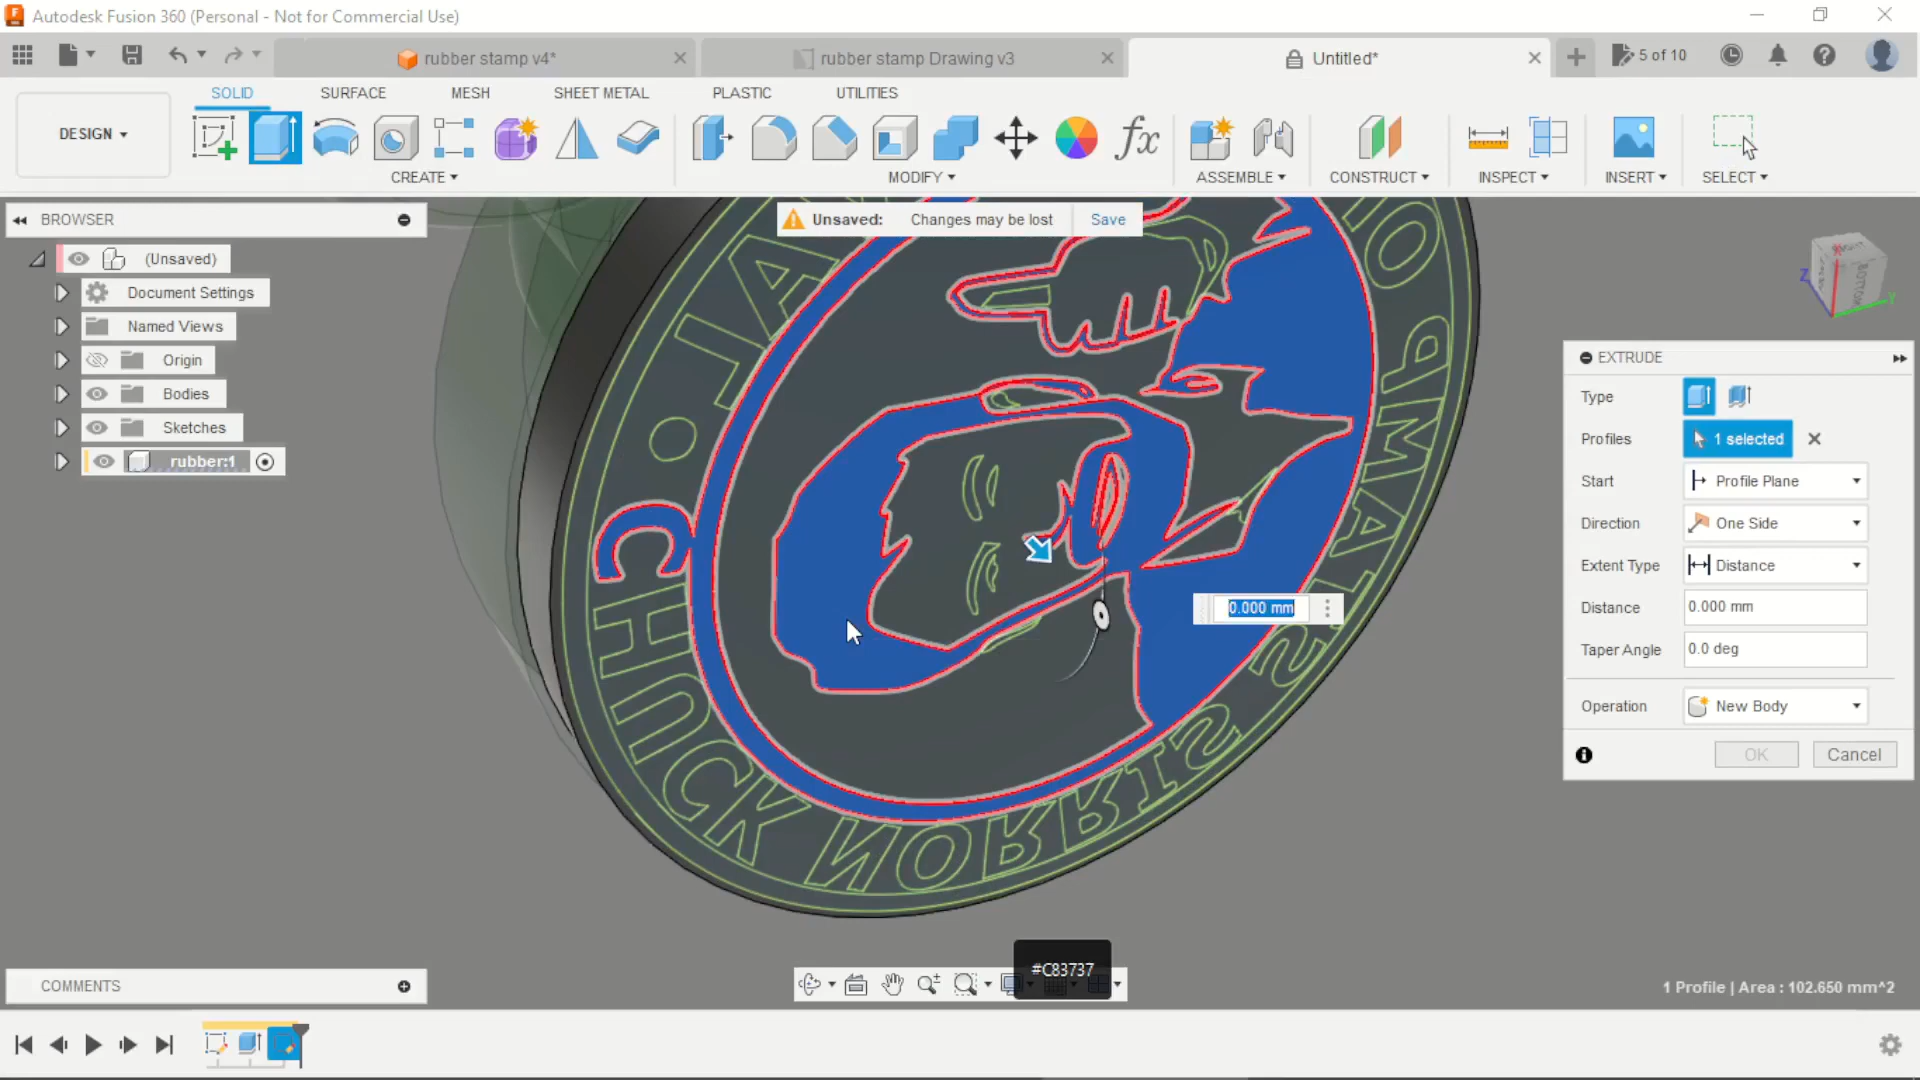 Autodesk Fusion 360 (Personal - Not for Commercial Use)
rubber stamp v4*
rubber stamp Drawing v3
Untitled*
5 of 10
DESIGN
SOLID
SURFACE
MESH
SHEET METAL
PLASTIC
UTILITIES
CREATE
MODIFY
ASSEMBLE
CONSTRUCT
INSPECT
INSERT
SELECT
BROWSER
Unsaved: Changes may be lost Save
(Unsaved)
Document Settings
Named Views
Origin
Bodies
Sketches
rubber:1
CHUCK NORRIS STAMP
BOTTOM
X
Z
Y
EXTRUDE
Type
Profiles 1 selected
Start Profile Plane
Direction One Side
Extent Type Distance
Distance 0.000 mm
Taper Angle 0.0 deg
Operation New Body
OK Cancel
0.000 mm
#C83737
COMMENTS
1 Profile | Area : 102.650 mm^2